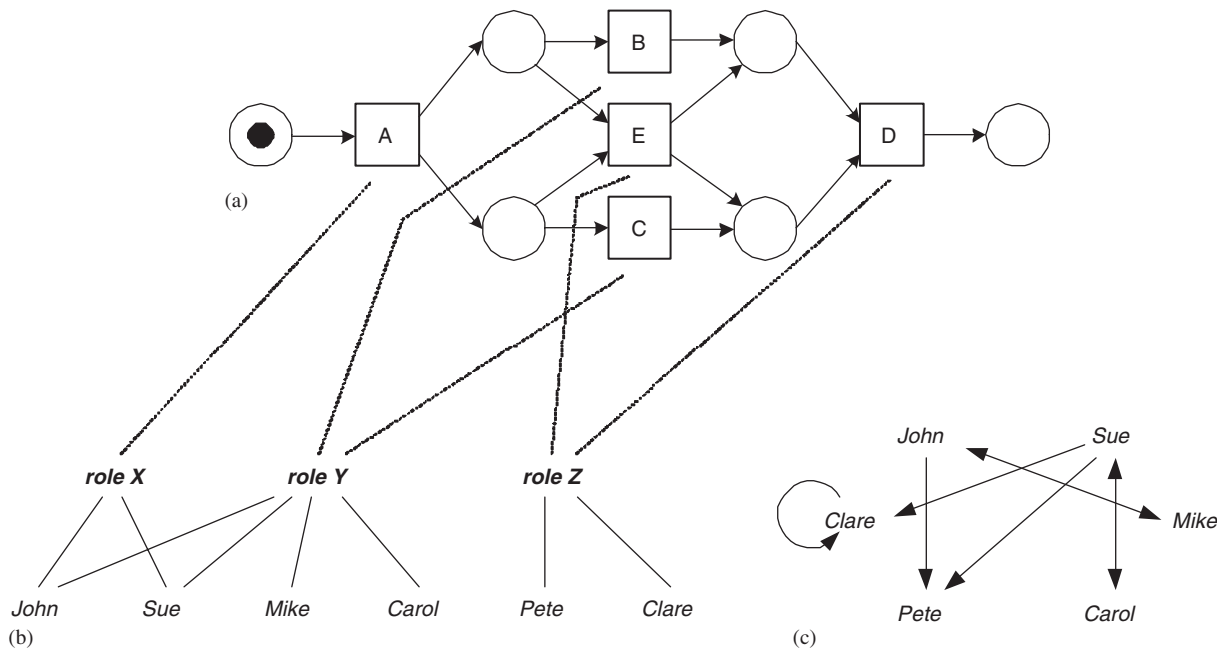 B
A
E
D
(a)
C
John
Sue
role X
role Y
role Z
Clare
Mike
John
Sue
Mike
Carol
Pete
Clare
Pete
Carol
(b)
(c)